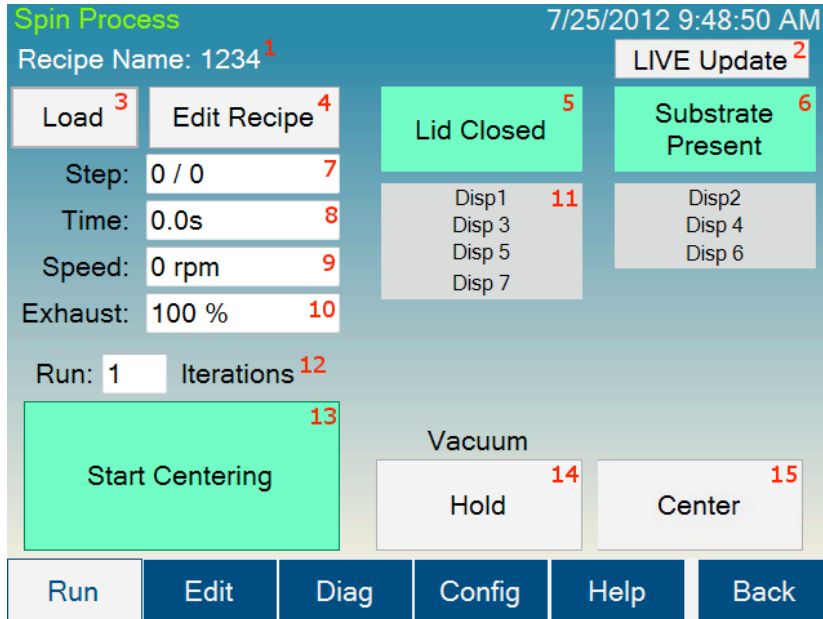 Spin Process 7/25/2012 9:48:50 AM
Recipe Name: 1234 1
LIVE Update 2
Load 3
Edit Recipe 4
Lid Closed 5
Substrate Present 6
Step: 0 / 0 7
Time: 0.0s 8
Speed: 0 rpm 9
Exhaust: 100 % 10
Disp1 11
Disp 3
Disp 5
Disp 7
Disp2
Disp 4
Disp 6
Run: 1 Iterations 12
Start Centering 13
Vacuum
Hold 14
Center 15
Run Edit Diag Config Help Back